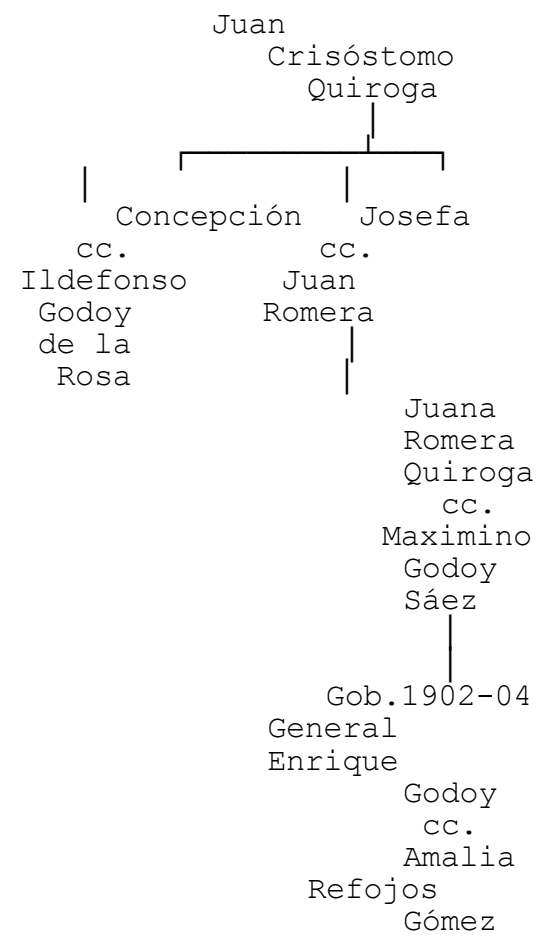 Juan
Crisóstomo
Quiroga
Concepción Josefa
cc. cc.
Ildefonso Juan
Godoy Romera
de la
Rosa
Juana
Romera
Quiroga
cc.
Maximino
Godoy
Sáez
Gob.1902-04
General
Enrique
Godoy
cc.
Amalia
Refojos
Gómez